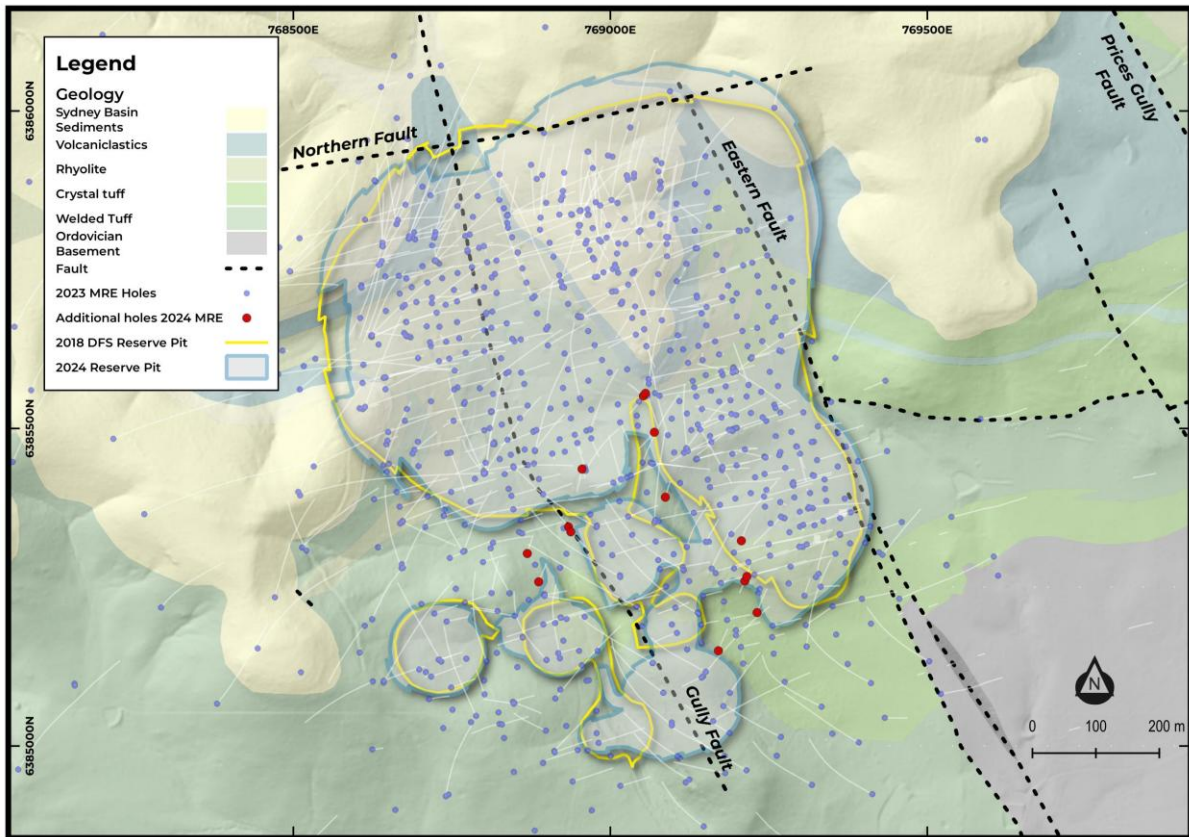 768500E
769000E
769500E
Legend
Geology
Sydney Basin
Sediments
Volcaniclastics
Rhyolite
Crystal tuff
Welded Tuff
Ordovician
Basement
Fault
2023 MRE Holes
Additional holes 2024 MRE
2018 DFS Reserve Pit
2024 Reserve Pit
6386000N
6385500N
6385000N
Northern Fault
Eastern Fault
Prices Gully
Fault
Gully Fault
N
0 100 200 m